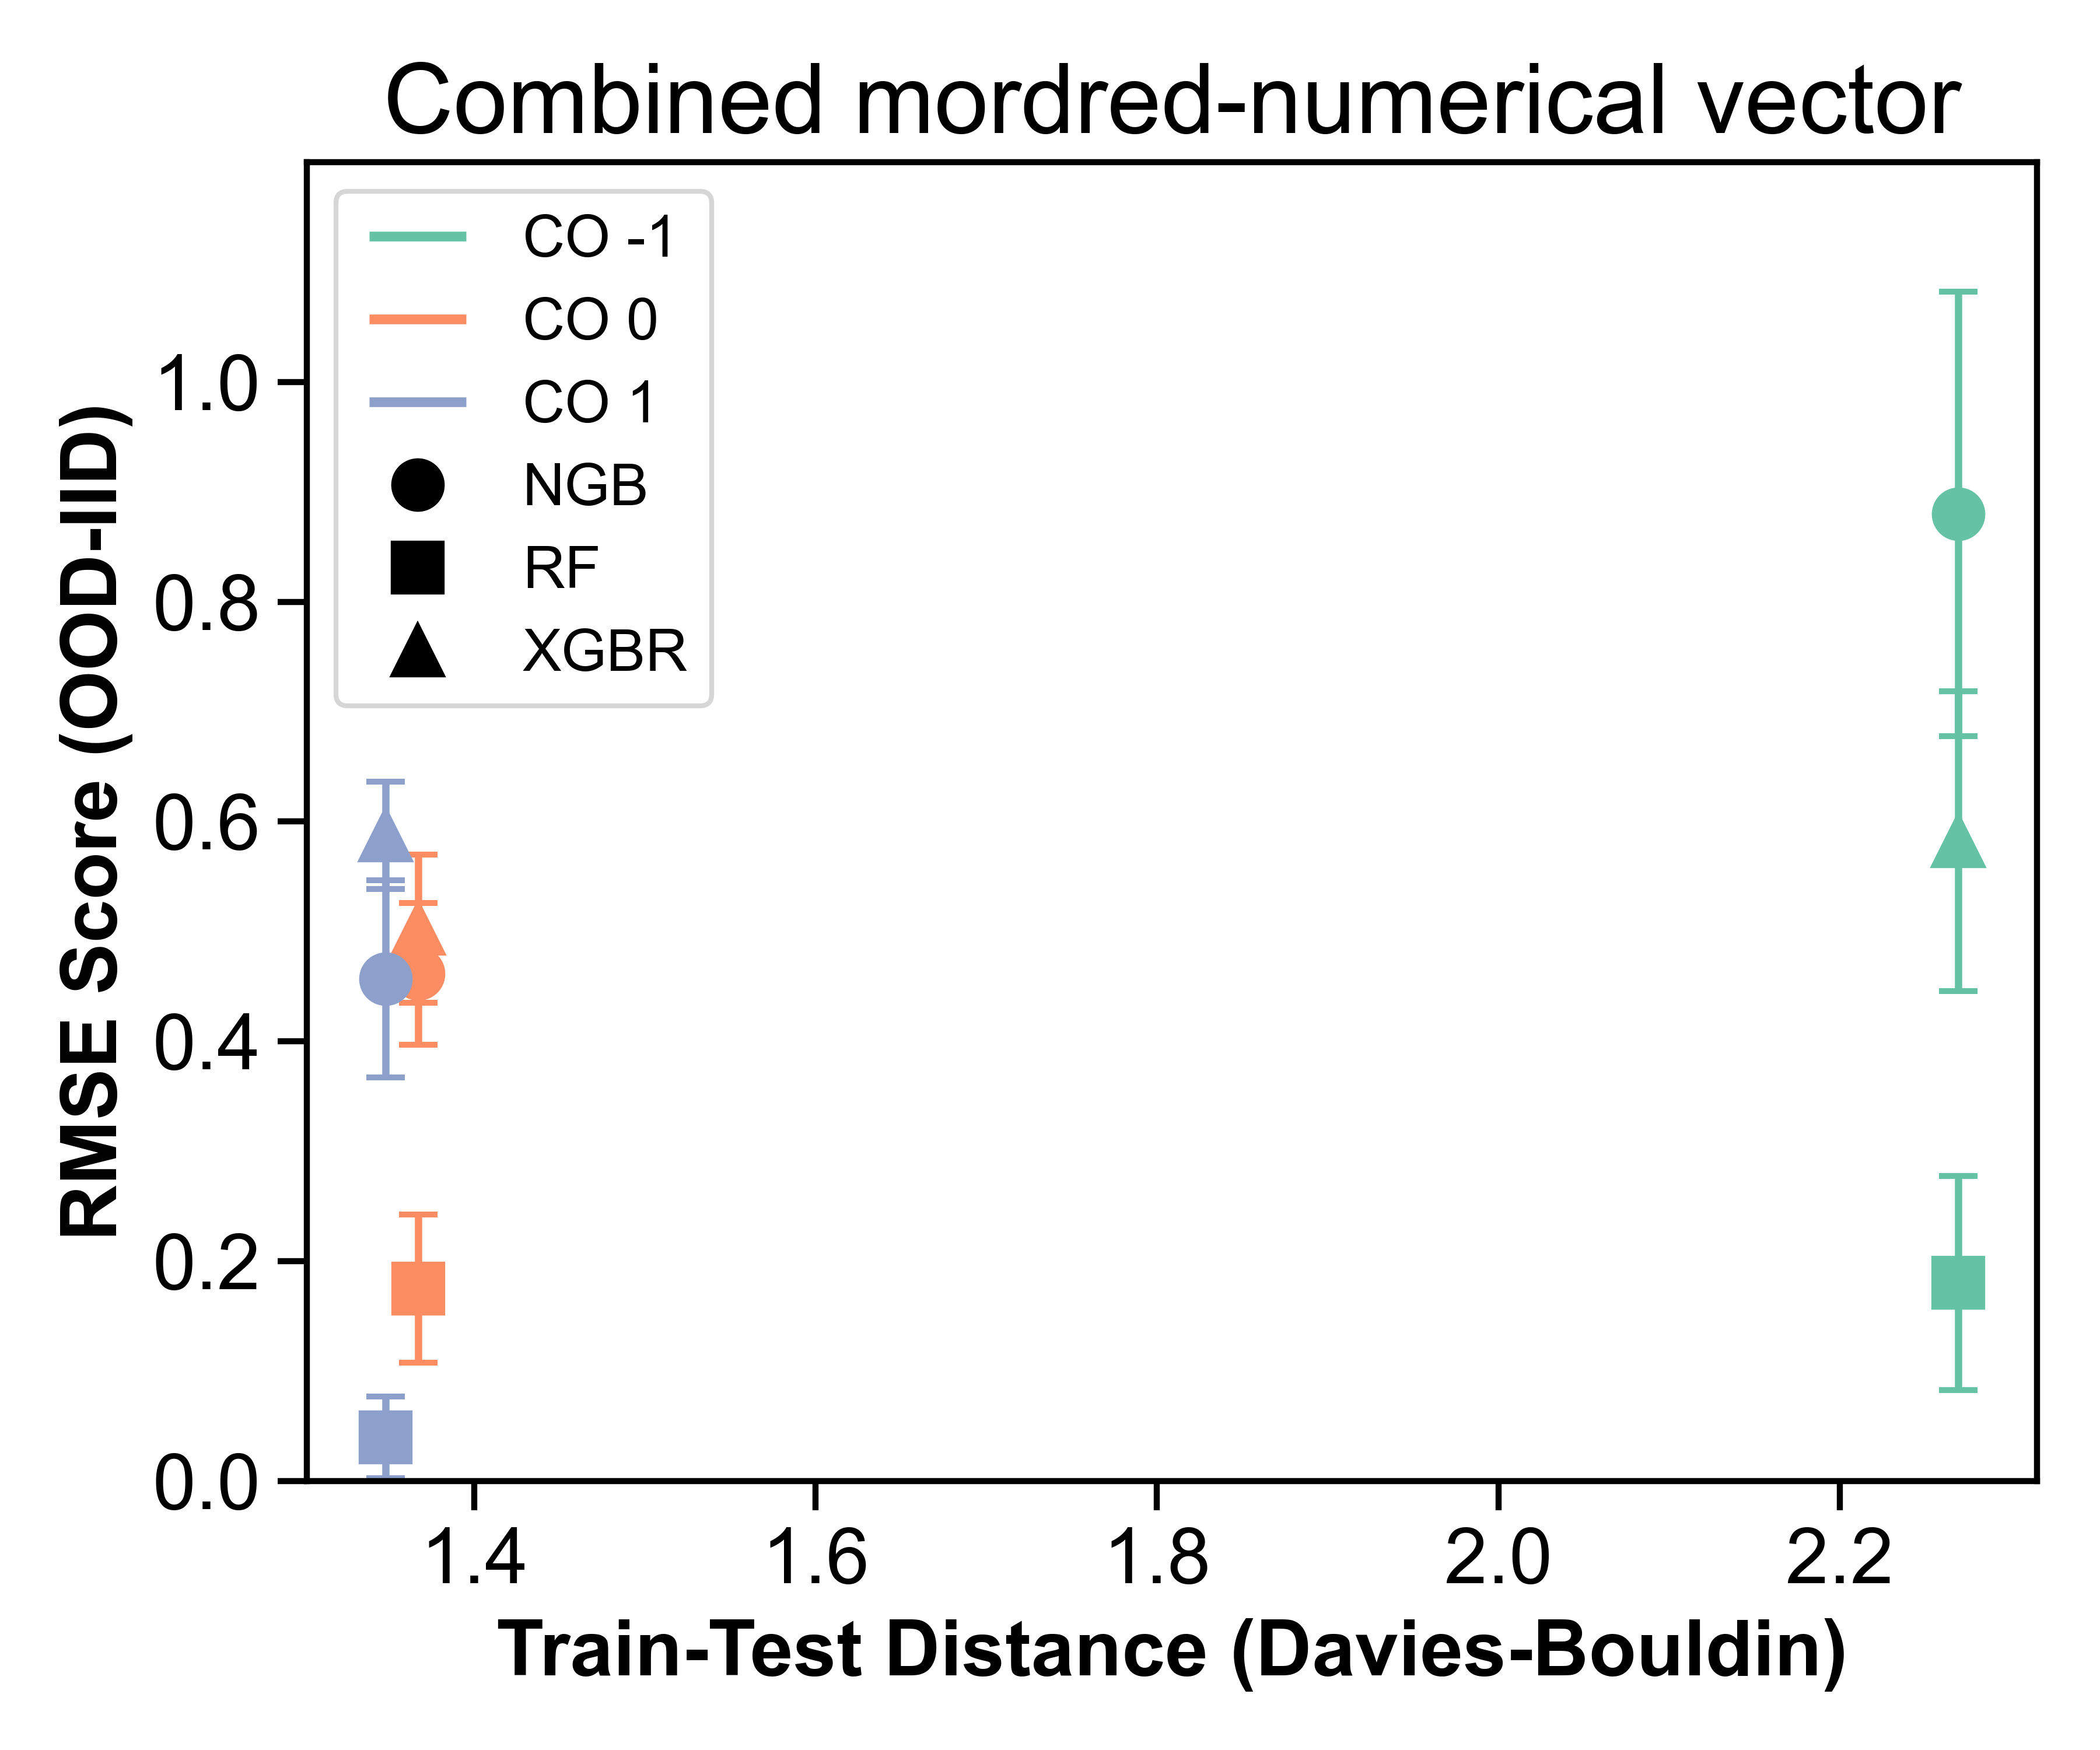 Combined mordred-numerical vector
CO -1
CO 0
CO 1
NGB
RF
XGBR
RMSE Score (OOD-IID)
1.0
0.8
0.6
0.4
0.2
0.0
1.4 1.6 1.8 2.0 2.2
Train-Test Distance (Davies-Bouldin)